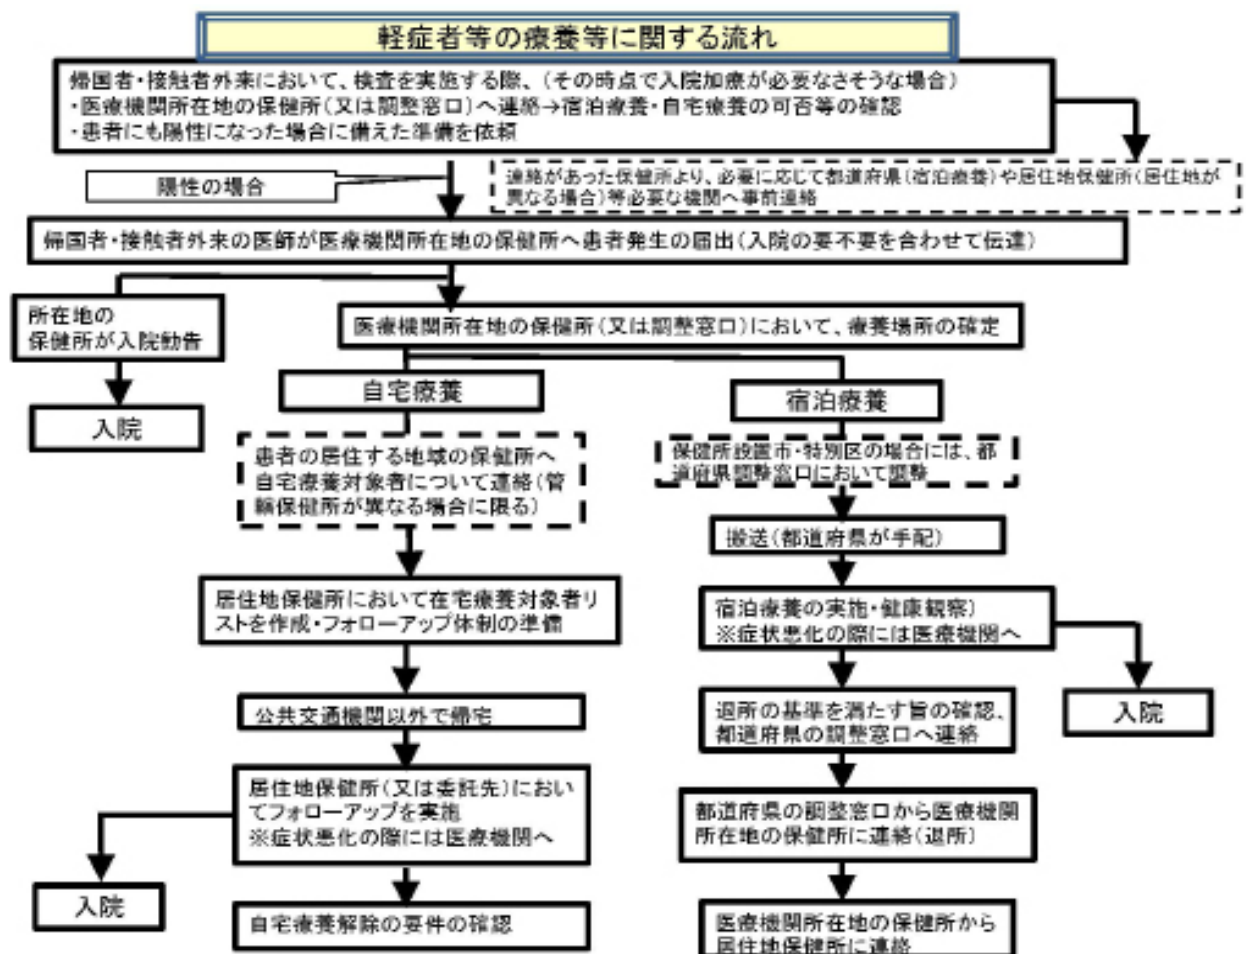 軽症者等の療養等に関する流れ
帰国者・接触者外来において、検査を実施する際、(その時点で入院加療が必要なさそうな場合)
・医療機関所在地の保健所(又は調整窓口)へ連絡→宿泊療養・自宅療養の可否等の確認
・患者にも陽性になった場合に備えた準備を依頼
陽性の場合
連絡があった保健所より、必要に応じて都道府県(宿泊療養)や居住地保健所(居住地が
異なる場合)等必要な機関へ事前連絡
帰国者・接触者外来の医師が医療機関所在地の保健所へ患者発生の届出(入院の要不要を合わせて伝達)
所在地の
保健所が入院勧告
入院
医療機関所在地の保健所(又は調整窓口)において、療養場所の確定
自宅療養
患者の居住する地域の保健所へ
自宅療養対象者について連絡(管
轄保健所が異なる場合に限る)
居住地保健所において在宅療養対象者リ
ストを作成・フォローアップ体制の準備
公共交通機関以外で帰宅
居住地保健所(又は委託先)におい
てフォローアップを実施
※症状悪化の際には医療機関へ
入院
自宅療養解除の要件の確認
宿泊療養
保健所設置市・特別区の場合には、都
道府県調整窓口において調整
搬送(都道府県が手配)
宿泊療養の実施・健康観察)
※症状悪化の際には医療機関へ
入院
退所の基準を満たす旨の確認、
都道府県の調整窓口へ連絡
都道府県の調整窓口から医療機関
所在地の保健所に連絡(退所)
医療機関所在地の保健所から
居住地保健所に連絡